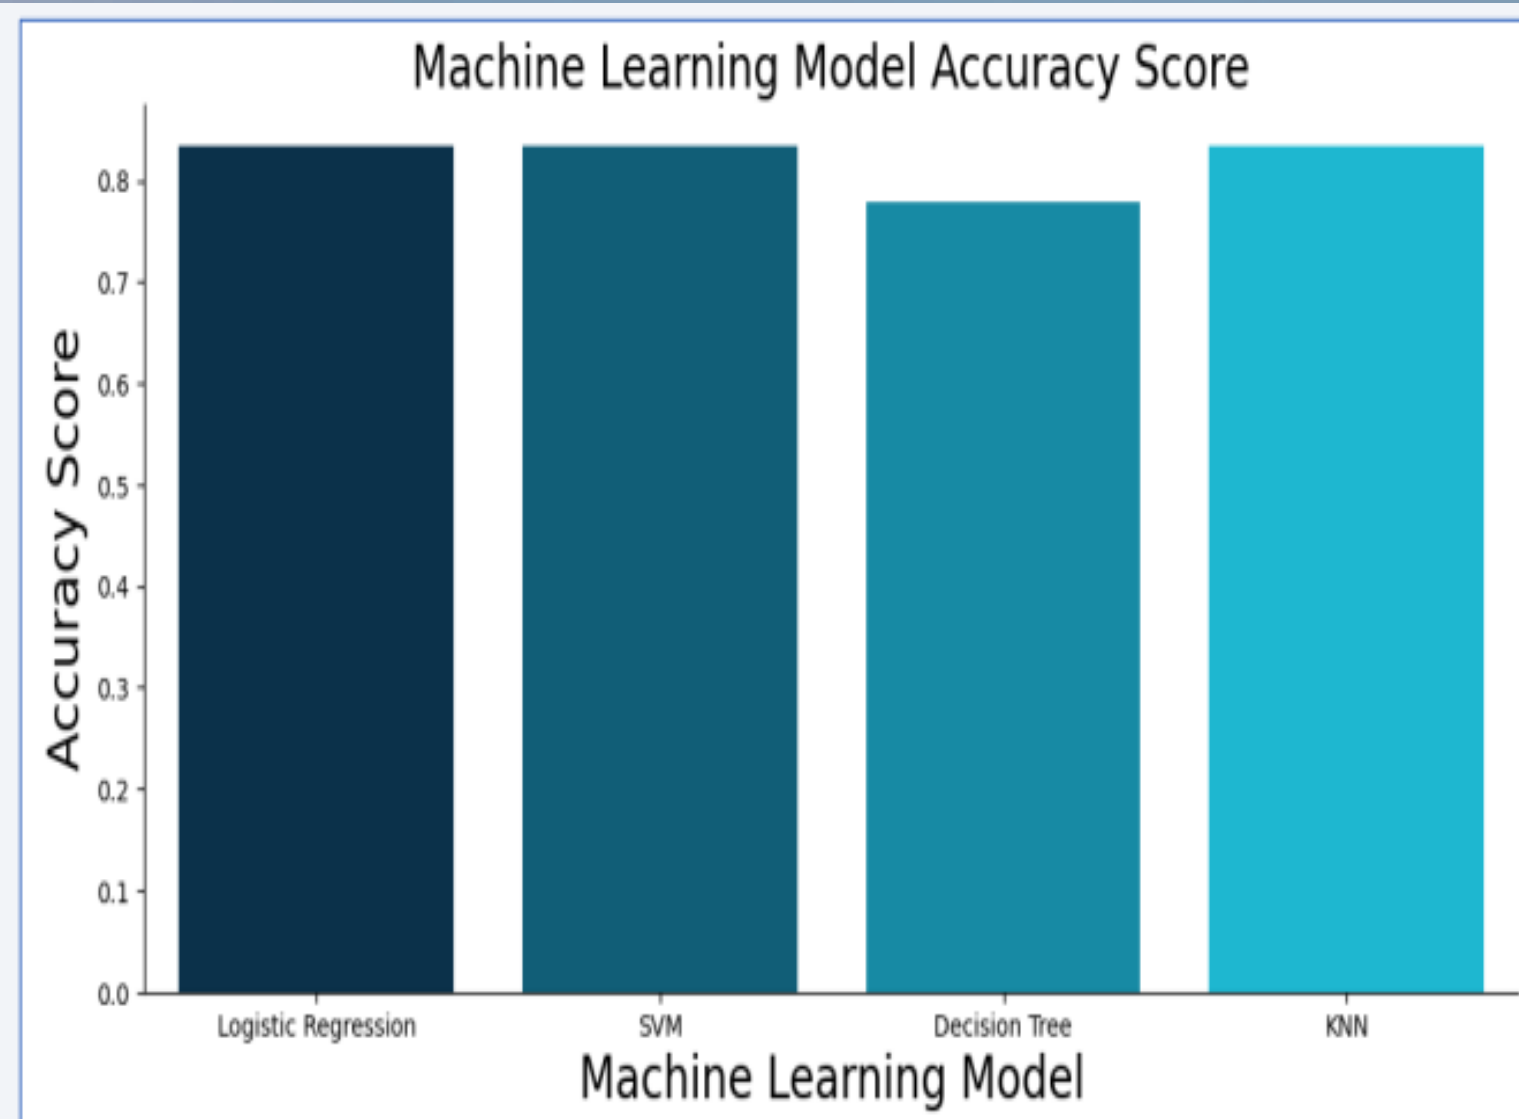 Machine Learning Model Accuracy Score
Accuracy Score
0.8
0.7
0.6
0.5
0.4
0.3
0.2
0.1
0.0
Logistic Regression SVM Decision Tree KNN
Machine Learning Model